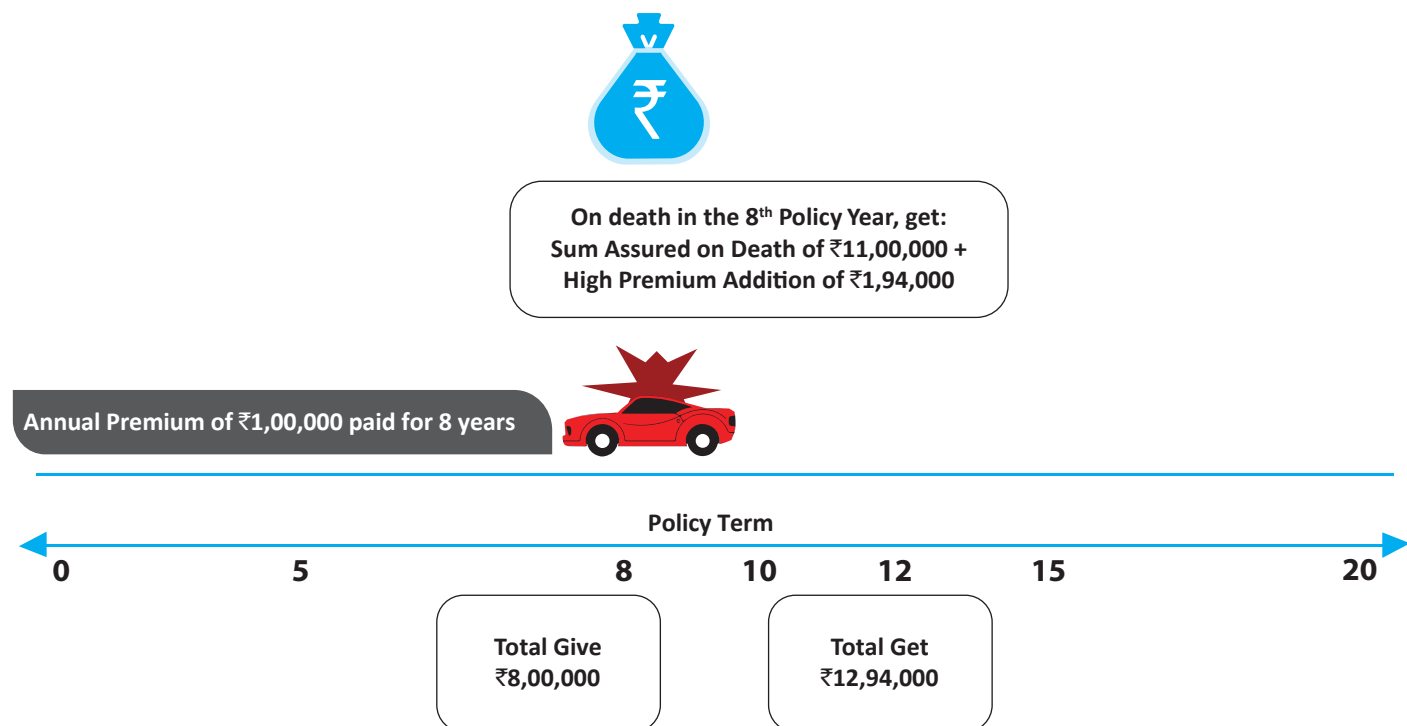 ₹
On death in the 8th Policy Year, get:
Sum Assured on Death of ₹11,00,000 +
High Premium Addition of ₹1,94,000
Annual Premium of ₹1,00,000 paid for 8 years
Policy Term
0 5 8 10 12 15 20
Total Give
₹8,00,000
Total Get
₹12,94,000